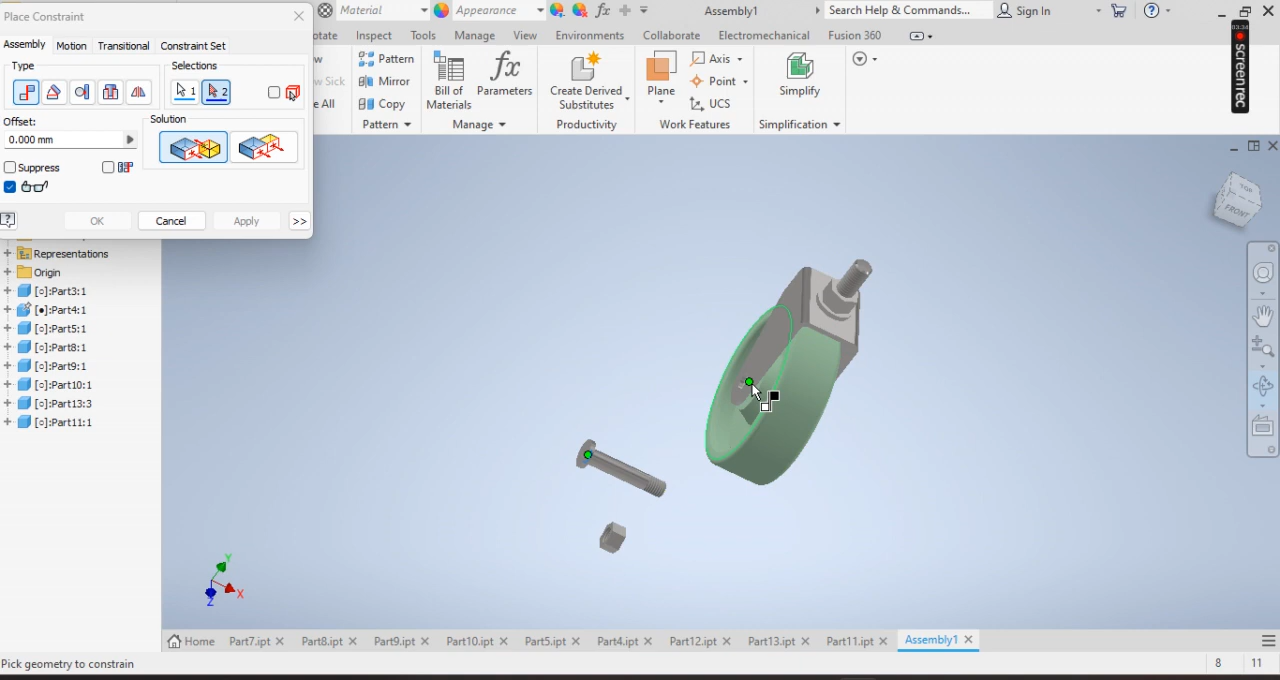 Place Constraint
Material
Appearance
Assembly1
Search Help & Commands...
Sign In
Assembly Motion Transitional Constraint Set
otate Inspect Tools Manage View Environments Collaborate Electromechanical Fusion 360
Type
Selections
1 2
Offset:
0.000 mm
Solution
Suppress
OK Cancel Apply >>
w
w Sick
e All
Pattern
Mirror
Copy
Pattern
Bill of
Materials
Parameters
Manage
Create Derived
Substitutes
Productivity
Plane
Axis
Point
UCS
Work Features
Simplify
Simplification
03:34
screenrec
TOP
FRONT
Representations
Origin
[○]:Part3:1
[●]:Part4:1
[○]:Part5:1
[○]:Part8:1
[○]:Part9:1
[○]:Part10:1
[○]:Part13:3
[○]:Part11:1
Y
X
Z
Home Part7.ipt Part8.ipt Part9.ipt Part10.ipt Part5.ipt Part4.ipt Part12.ipt Part13.ipt Part11.ipt Assembly1
Pick geometry to constrain
8 11